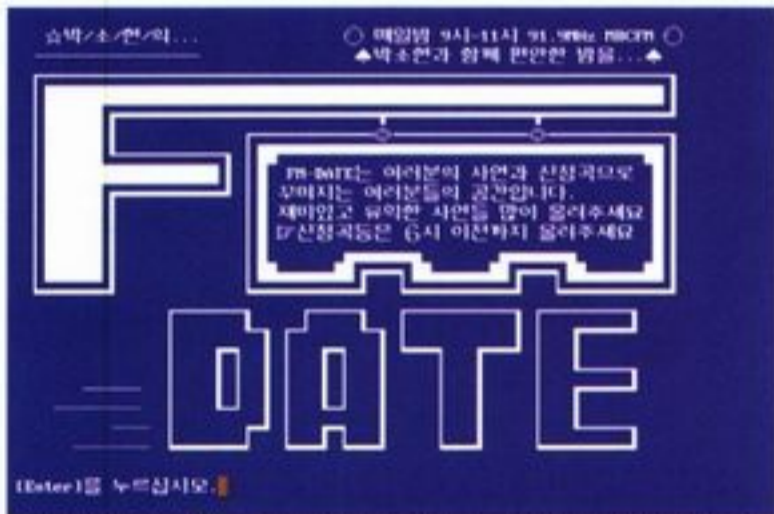 ☆박/소/현/의...
○ 매일밤 9시-11시 91.9MHz MBCFM ○
♠박소현과 함께 편안한 밤을...♠
FM
FM-DATE는 여러분의 사연과 신청곡으로
꾸며지는 여러분들의 공간입니다.
재미있고 유익한 사연들 많이 올려주세요
☞신청곡등은 6시 이전까지 올려주세요
DATE
[Enter]를 누르십시오.